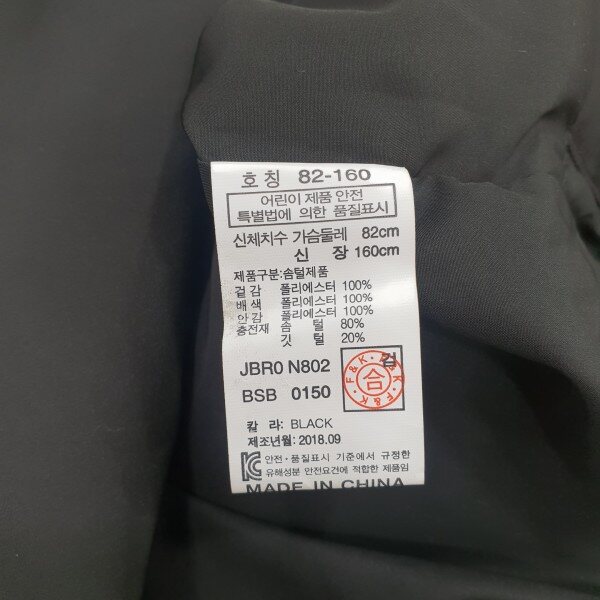 호칭 82-160
어린이 제품 안전
특별법에 의한 품질표시
신체치수 가슴둘레 82cm
신 장 160cm
제품구분:솜털제품
겉감 폴리에스터 100%
배색 폴리에스터 100%
안감 폴리에스터 100%
충전재 솜 털 80%
깃 털 20%
JBR0 N802
BSB 0150
검
合
F&K F&K
칼 라: BLACK
제조년월: 2018.09
안전·품질표시 기준에서 규정한
유해성분 안전요건에 적합한 제품임
MADE IN CHINA